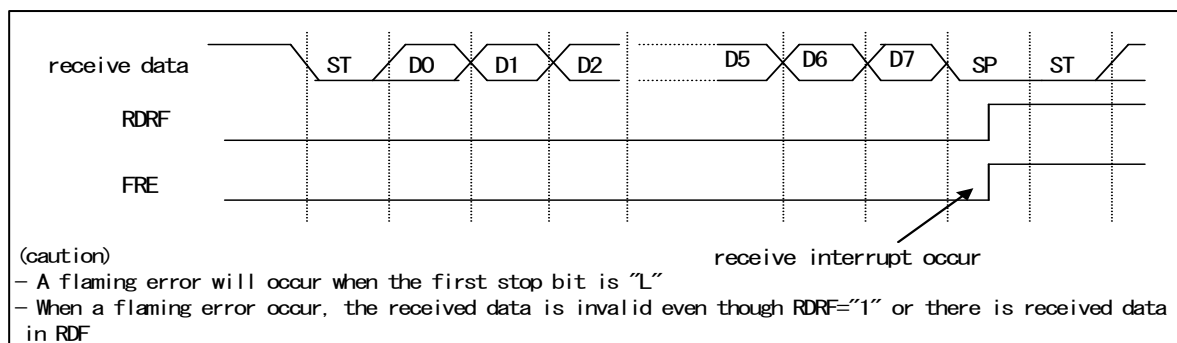 receive data ST D0 D1 D2 D5 D6 D7 SP ST
RDRF
FRE
receive interrupt occur
(caution)
- A flaming error will occur when the first stop bit is "L"
- When a flaming error occur, the received data is invalid even though RDRF="1" or there is received data
in RDF